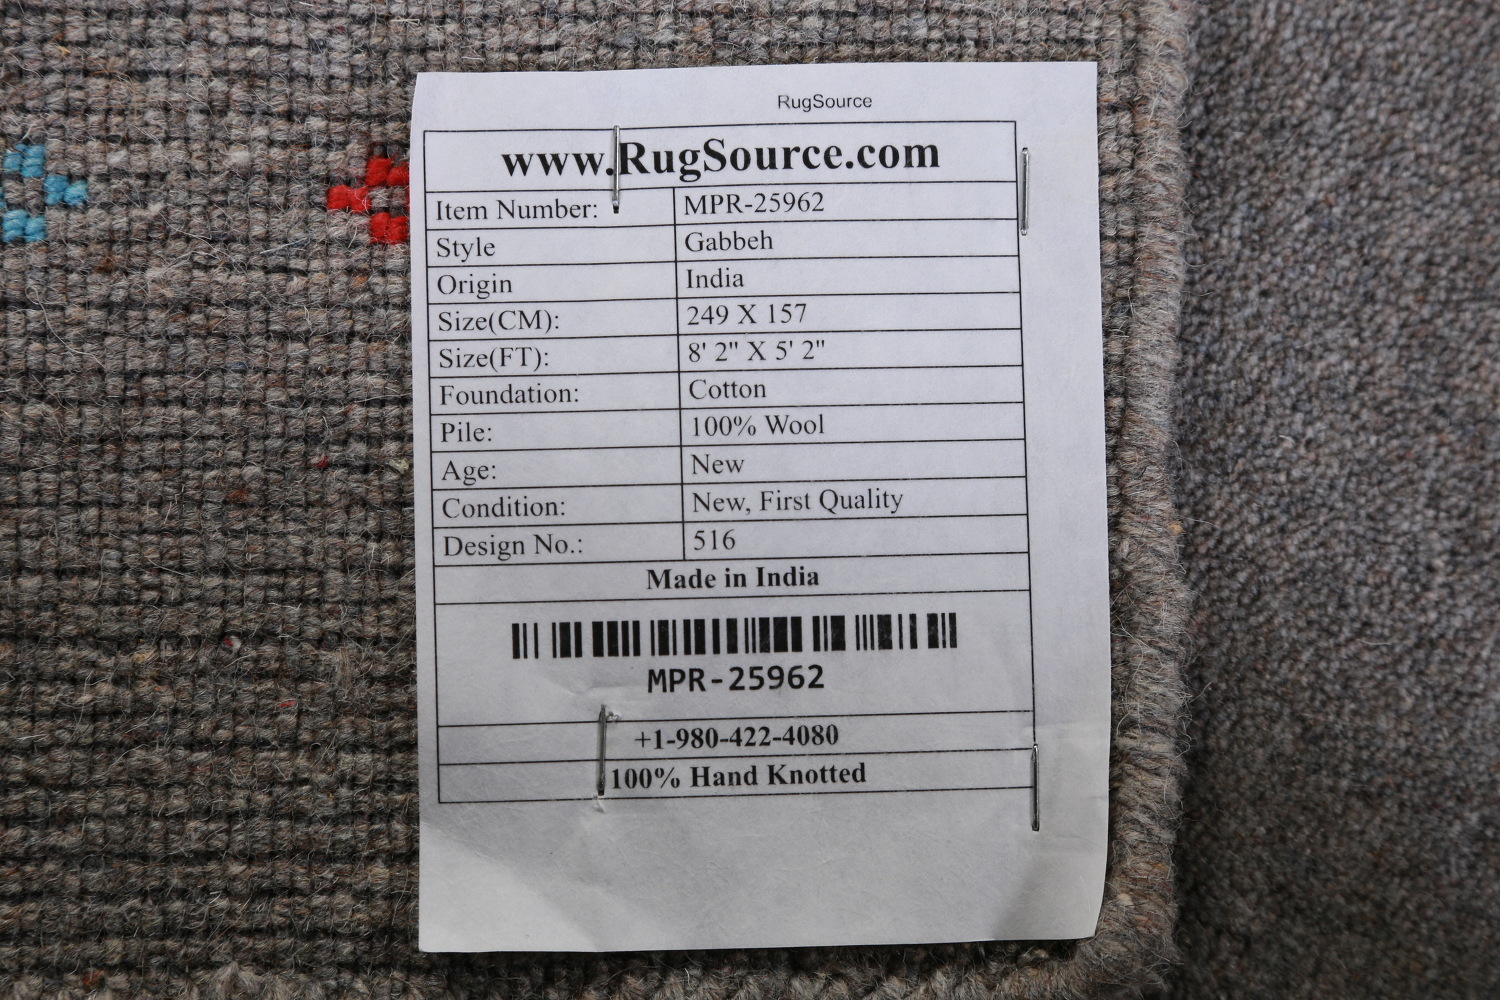 RugSource
www.RugSource.com
Item Number: MPR-25962
Style Gabbeh
Origin India
Size(CM): 249 X 157
Size(FT): 8' 2" X 5' 2"
Foundation: Cotton
Pile: 100% Wool
Age: New
Condition: New, First Quality
Design No.: 516
Made in India
MPR-25962
+1-980-422-4080
100% Hand Knotted